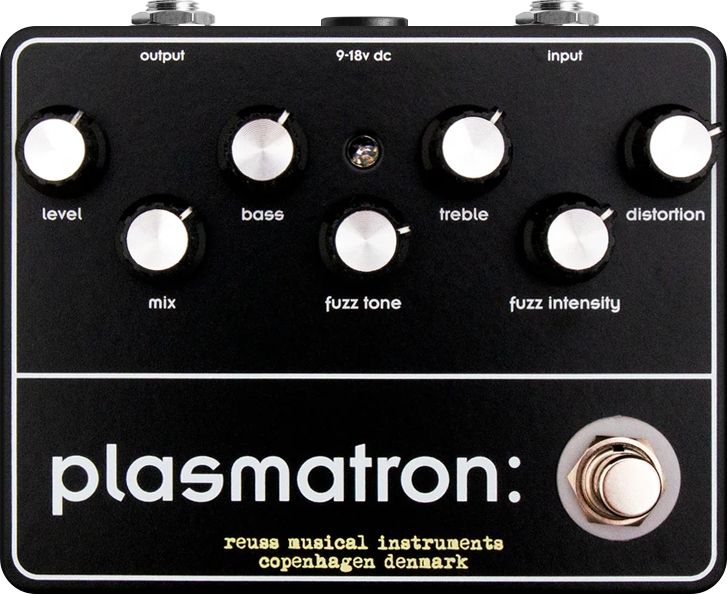 output 9-18v dc input
level bass treble distortion
mix fuzz tone fuzz intensity
plasmatron:
reuss musical instruments
copenhagen denmark